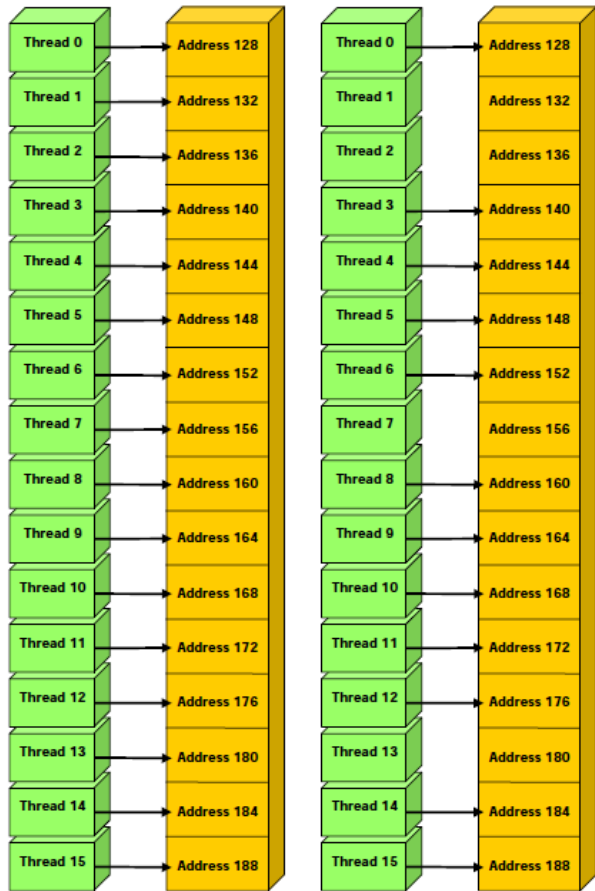 Thread 0 Address 128 Thread 0 Address 128
Thread 1 Address 132 Thread 1 Address 132
Thread 2 Address 136 Thread 2 Address 136
Thread 3 Address 140 Thread 3 Address 140
Thread 4 Address 144 Thread 4 Address 144
Thread 5 Address 148 Thread 5 Address 148
Thread 6 Address 152 Thread 6 Address 152
Thread 7 Address 156 Thread 7 Address 156
Thread 8 Address 160 Thread 8 Address 160
Thread 9 Address 164 Thread 9 Address 164
Thread 10 Address 168 Thread 10 Address 168
Thread 11 Address 172 Thread 11 Address 172
Thread 12 Address 176 Thread 12 Address 176
Thread 13 Address 180 Thread 13 Address 180
Thread 14 Address 184 Thread 14 Address 184
Thread 15 Address 188 Thread 15 Address 188